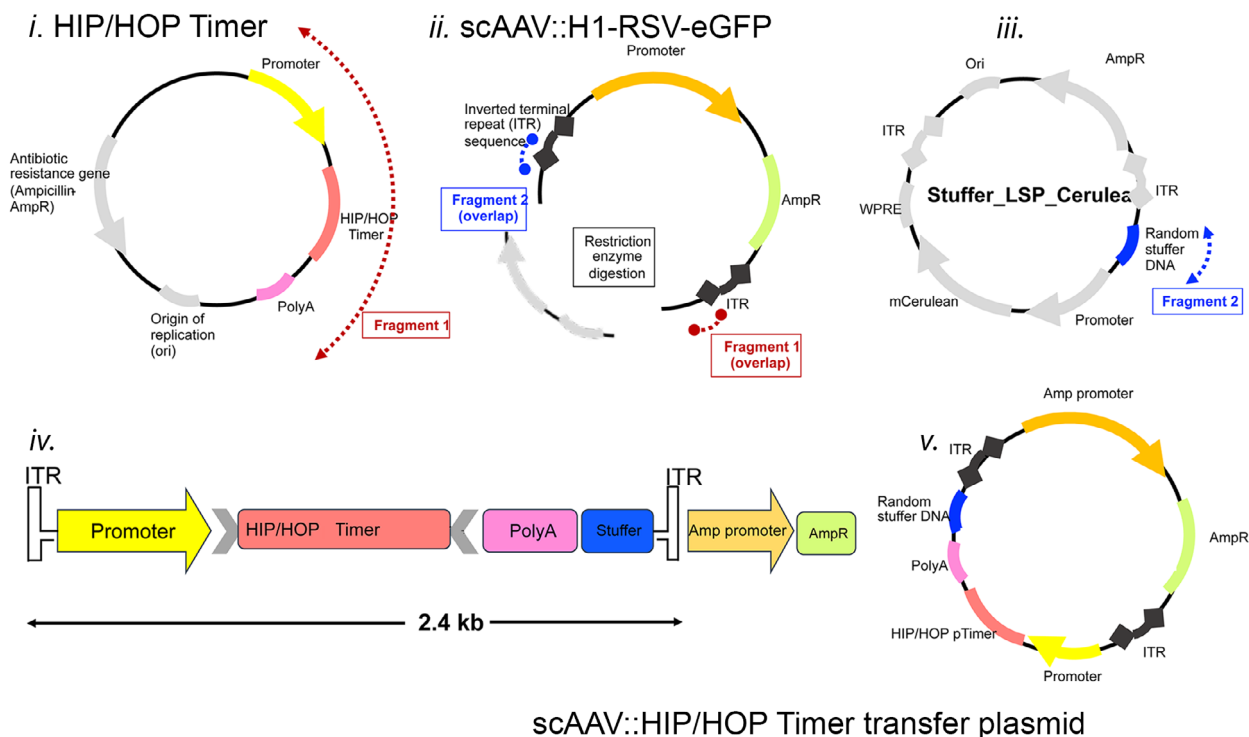 i. HIP/HOP Timer
Promoter
Antibiotic
resistance gene
(Ampicillin-
AmpR)
HIP/HOP
Timer
PolyA
Origin of
replication
(ori)
Fragment 1
ii. scAAV::H1-RSV-eGFP
Promoter
Inverted terminal
repeat (ITR)
sequence
Fragment 2
(overlap)
AmpR
Restriction
enzyme
digestion
ITR
Fragment 1
(overlap)
iii.
Ori
AmpR
ITR
ITR
Stuffer_LSP_Cerulea
WPRE
Random
stuffer
DNA
mCerulean
Promoter
Fragment 2
iv.
ITR
ITR
Promoter
HIP/HOP Timer
PolyA
Stuffer
Amp promoter
AmpR
2.4 kb
v.
Amp promoter
ITR
Random
stuffer DNA
AmpR
PolyA
HIP/HOP pTimer
ITR
Promoter
scAAV::HIP/HOP Timer transfer plasmid